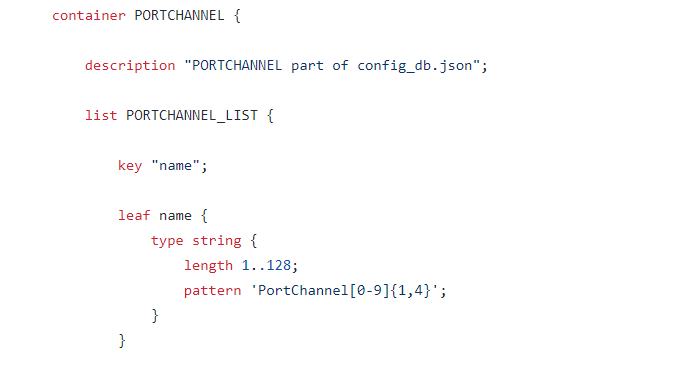 container PORTCHANNEL {
description "PORTCHANNEL part of config_db.json";
list PORTCHANNEL_LIST {
key "name";
leaf name {
type string {
length 1..128;
pattern 'PortChannel[0-9]{1,4}';
}
}